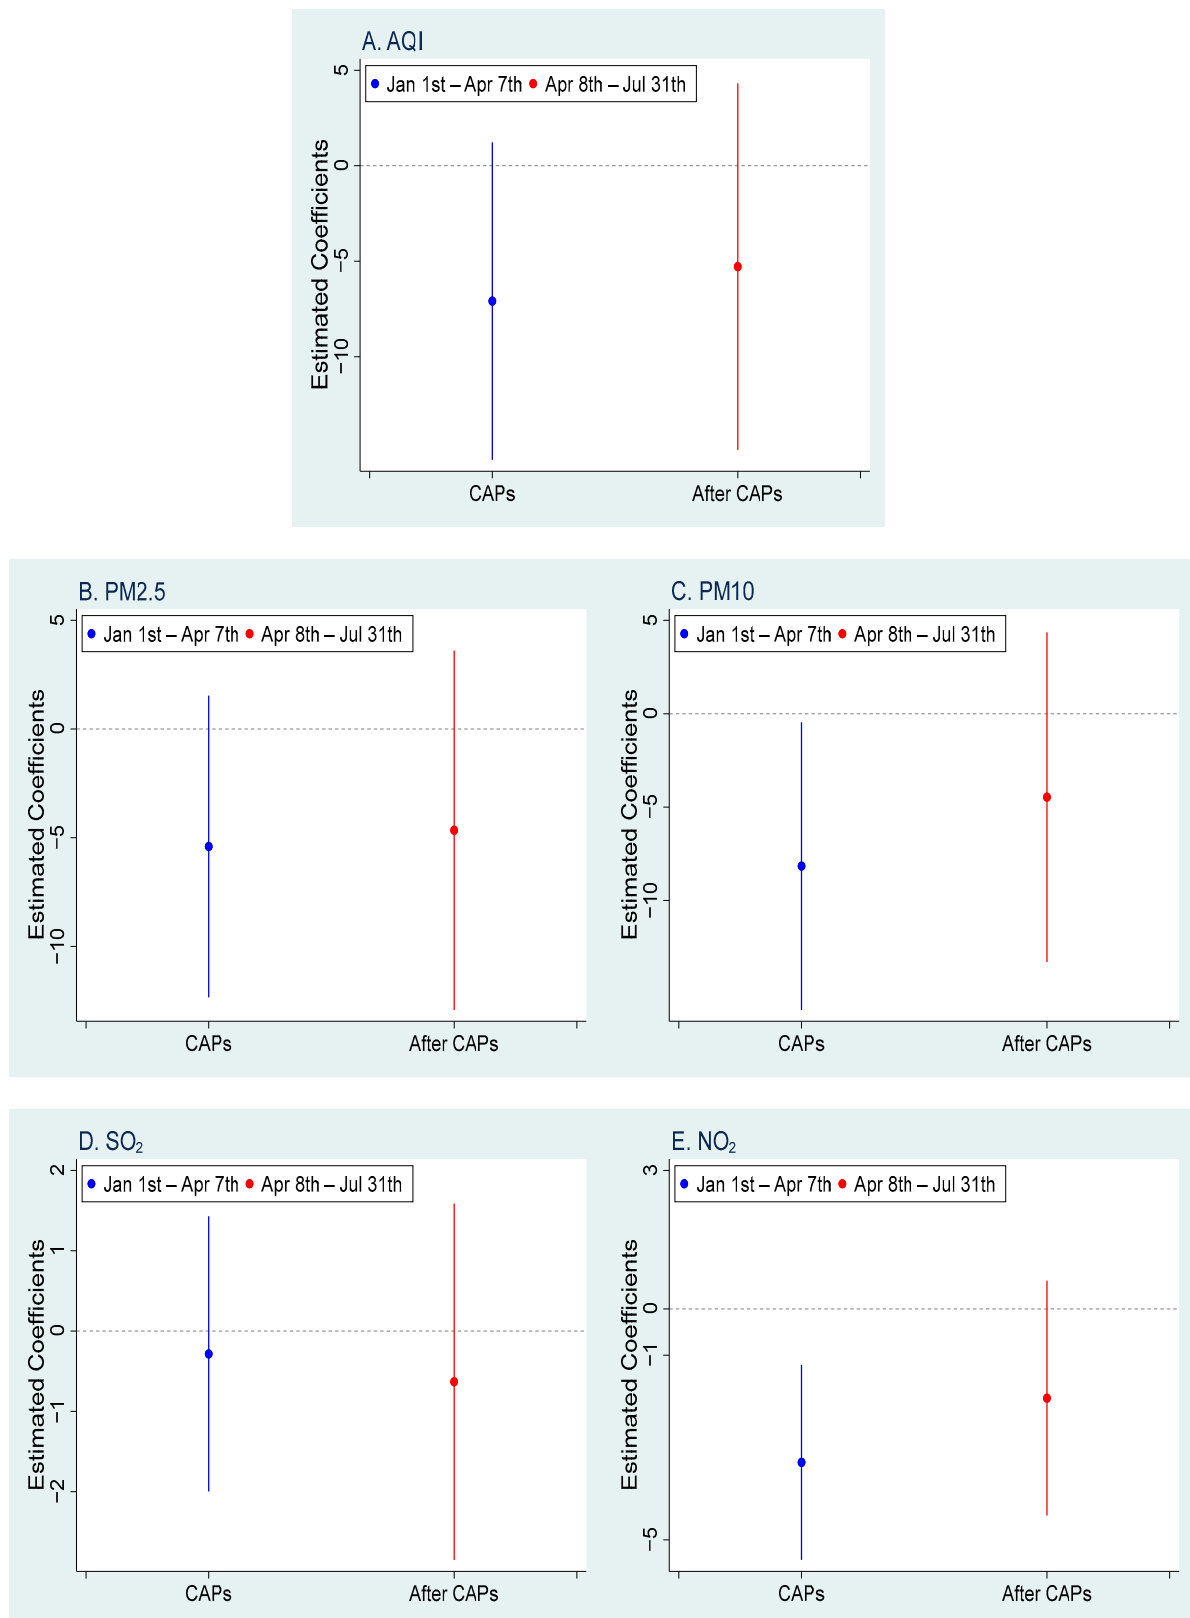 A. AQI
Jan 1st – Apr 7th Apr 8th – Jul 31th
Estimated Coefficients
5
0
−5
−10
CAPs After CAPs
B. PM2.5
Jan 1st – Apr 7th Apr 8th – Jul 31th
Estimated Coefficients
5
0
−5
−10
CAPs After CAPs
C. PM10
Jan 1st – Apr 7th Apr 8th – Jul 31th
Estimated Coefficients
5
0
−5
−10
CAPs After CAPs
D. SO₂
Jan 1st – Apr 7th Apr 8th – Jul 31th
Estimated Coefficients
2
1
0
−1
−2
CAPs After CAPs
E. NO₂
Jan 1st – Apr 7th Apr 8th – Jul 31th
Estimated Coefficients
3
0
−1
−5
CAPs After CAPs